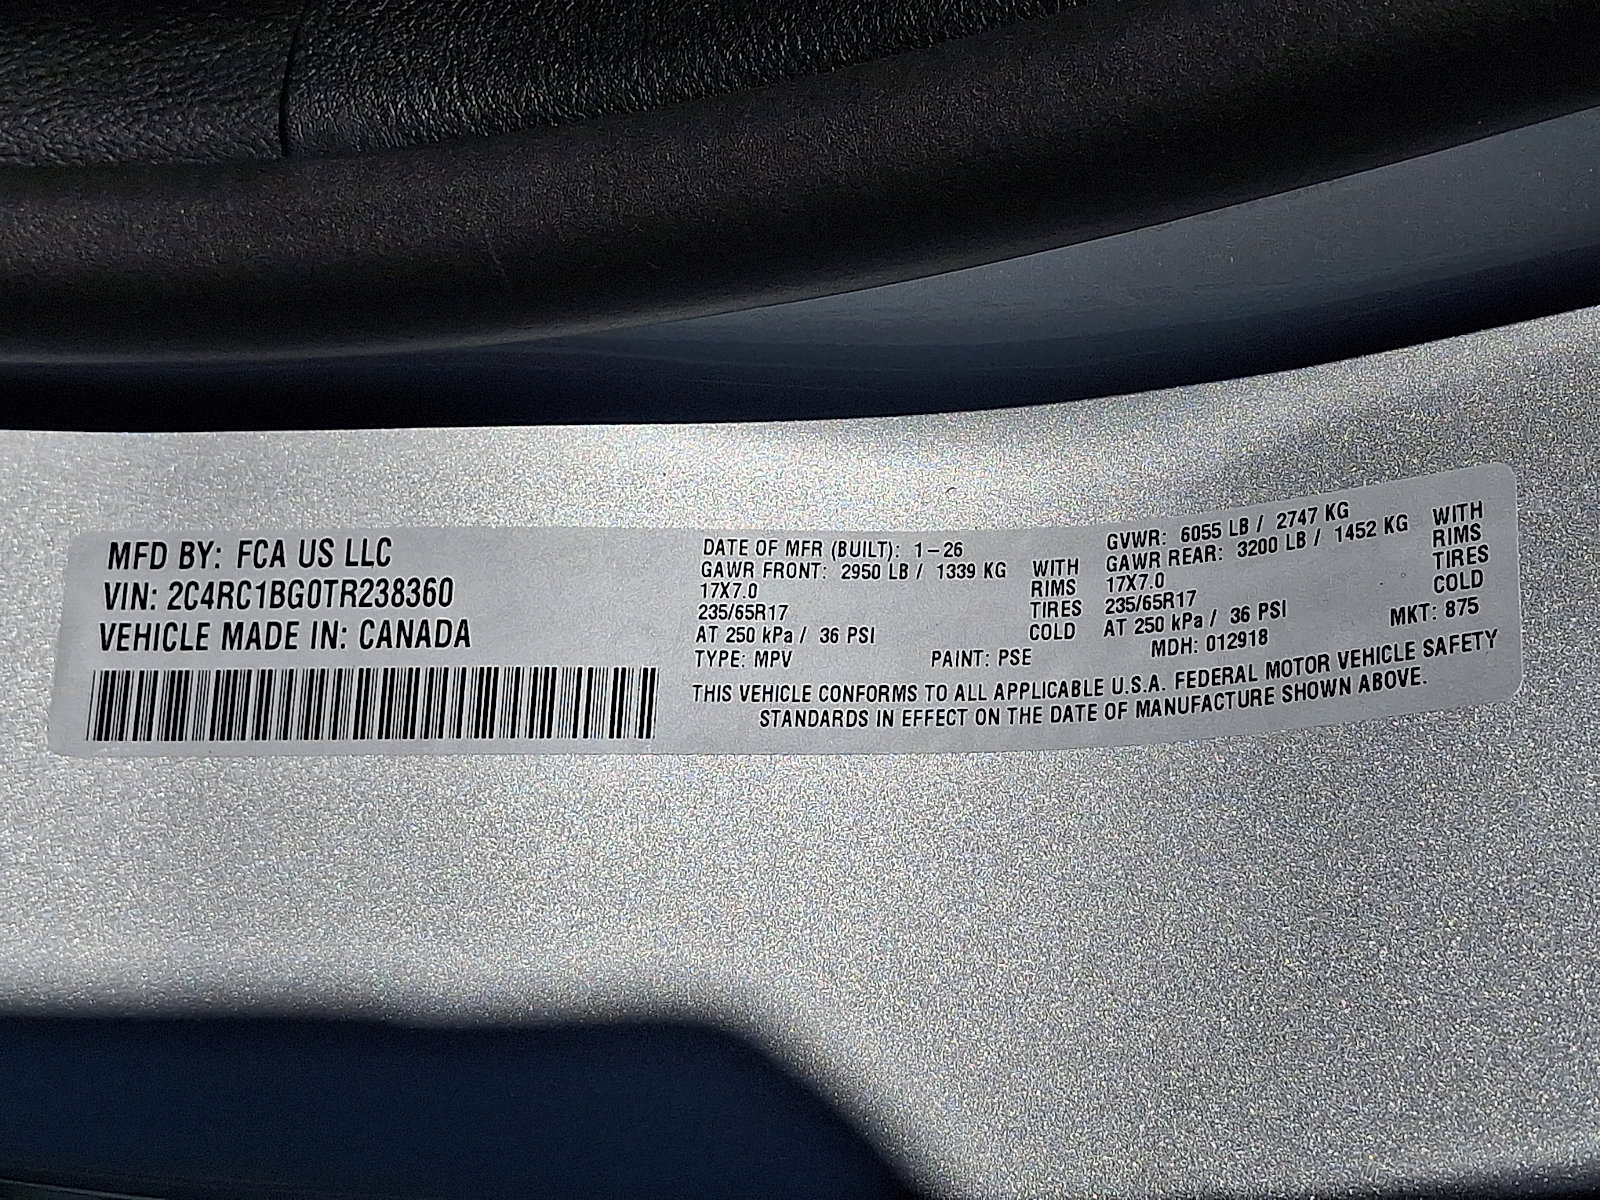 MFD BY: FCA US LLC
VIN: 2C4RC1BG0TR238360
VEHICLE MADE IN: CANADA
DATE OF MFR (BUILT): 1-26
GAWR FRONT: 2950 LB / 1339 KG WITH
17X7.0 RIMS
235/65R17 TIRES
AT 250 kPa / 36 PSI COLD
GVWR: 6055 LB / 2747 KG
GAWR REAR: 3200 LB / 1452 KG WITH
17X7.0 RIMS
235/65R17 TIRES
AT 250 kPa / 36 PSI COLD
TYPE: MPV PAINT: PSE MDH: 012918 MKT: 875
THIS VEHICLE CONFORMS TO ALL APPLICABLE U.S.A. FEDERAL MOTOR VEHICLE SAFETY
STANDARDS IN EFFECT ON THE DATE OF MANUFACTURE SHOWN ABOVE.